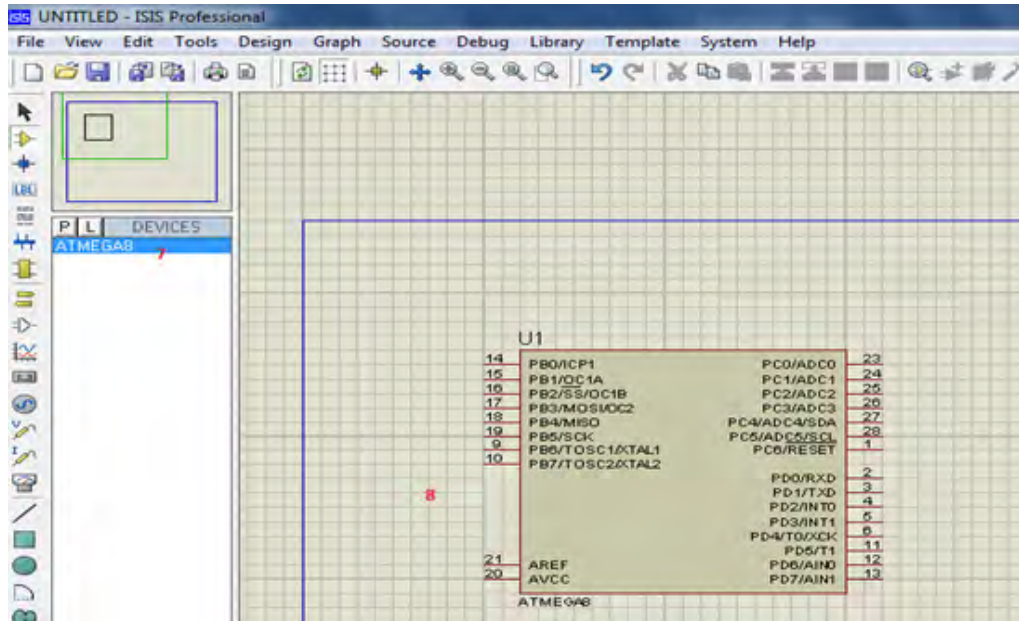 isis UNTITLED - ISIS Professional
File View Edit Tools Design Graph Source Debug Library Template System Help
LBL
P L DEVICES
ATMEGA8
7
U1
14 PB0/ICP1 PC0/ADC0 23
15 PB1/OC1A PC1/ADC1 24
16 PB2/SS/OC1B PC2/ADC2 25
17 PB3/MOSI/OC2 PC3/ADC3 26
18 PB4/MISO PC4/ADC4/SDA 27
19 PB5/SCK PC5/ADC5/SCL 28
9 PB6/TOSC1/XTAL1 PC6/RESET 1
10 PB7/TOSC2/XTAL2
PD0/RXD 2
8
PD1/TXD 3
PD2/INT0 4
PD3/INT1 5
PD4/T0/XCK 6
PD5/T1 11
21 AREF PD6/AIN0 12
20 AVCC PD7/AIN1 13
ATMEGA8